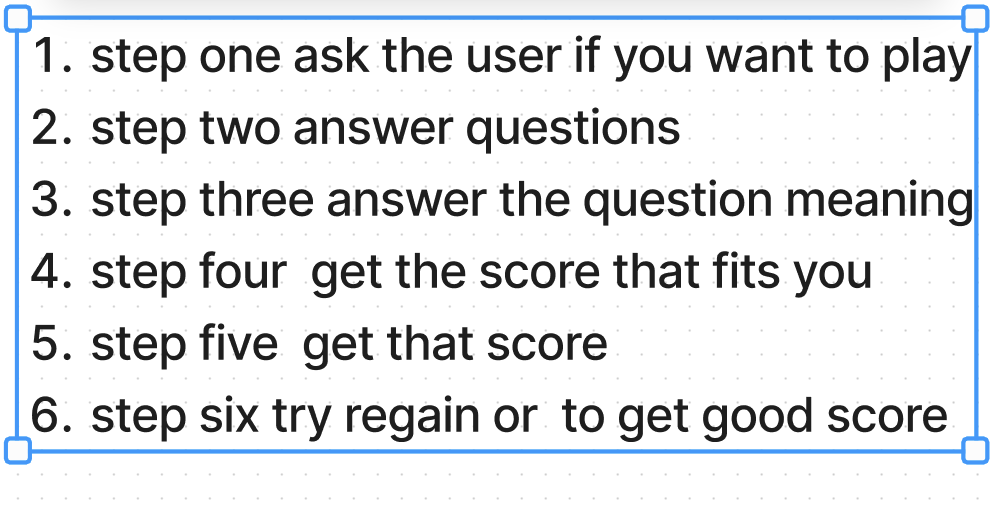 1. step one ask the user if you want to play
2. step two answer questions
3. step three answer the question meaning
4. step four  get the score that fits you
5. step five  get that score
6. step six try regain or  to get good score